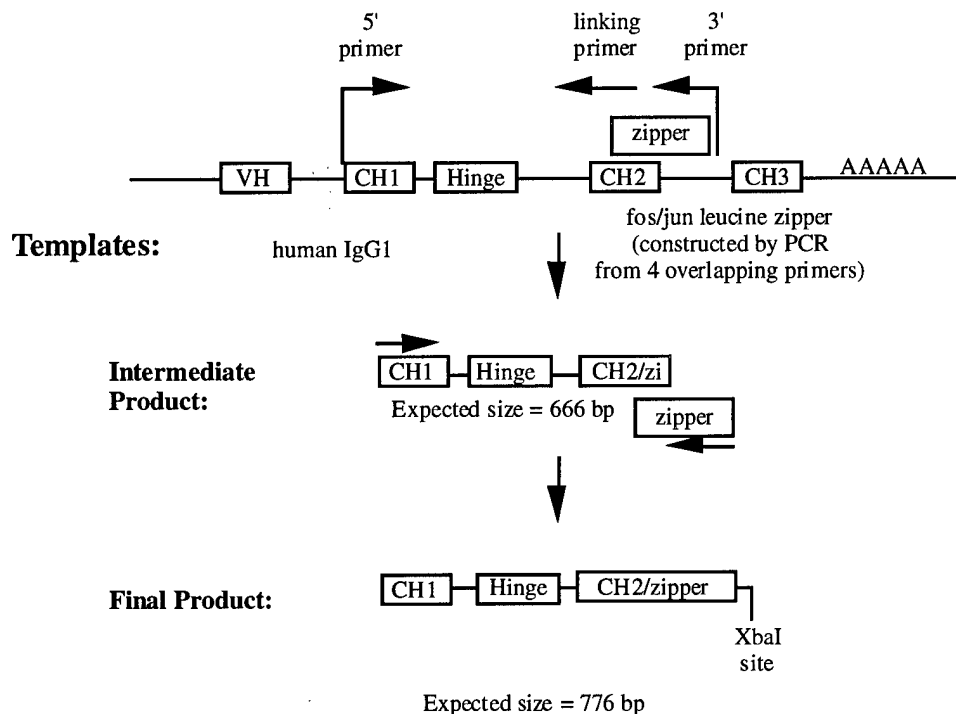 5'
primer
linking
primer
3'
primer
zipper
VH
CH1
Hinge
CH2
CH3
AAAAA
Templates:
human IgG1
fos/jun leucine zipper
(constructed by PCR
from 4 overlapping primers)
Intermediate
Product:
CH1
Hinge
CH2/zi
Expected size = 666 bp
zipper
Final Product:
CH1
Hinge
CH2/zipper
XbaI
site
Expected size = 776 bp